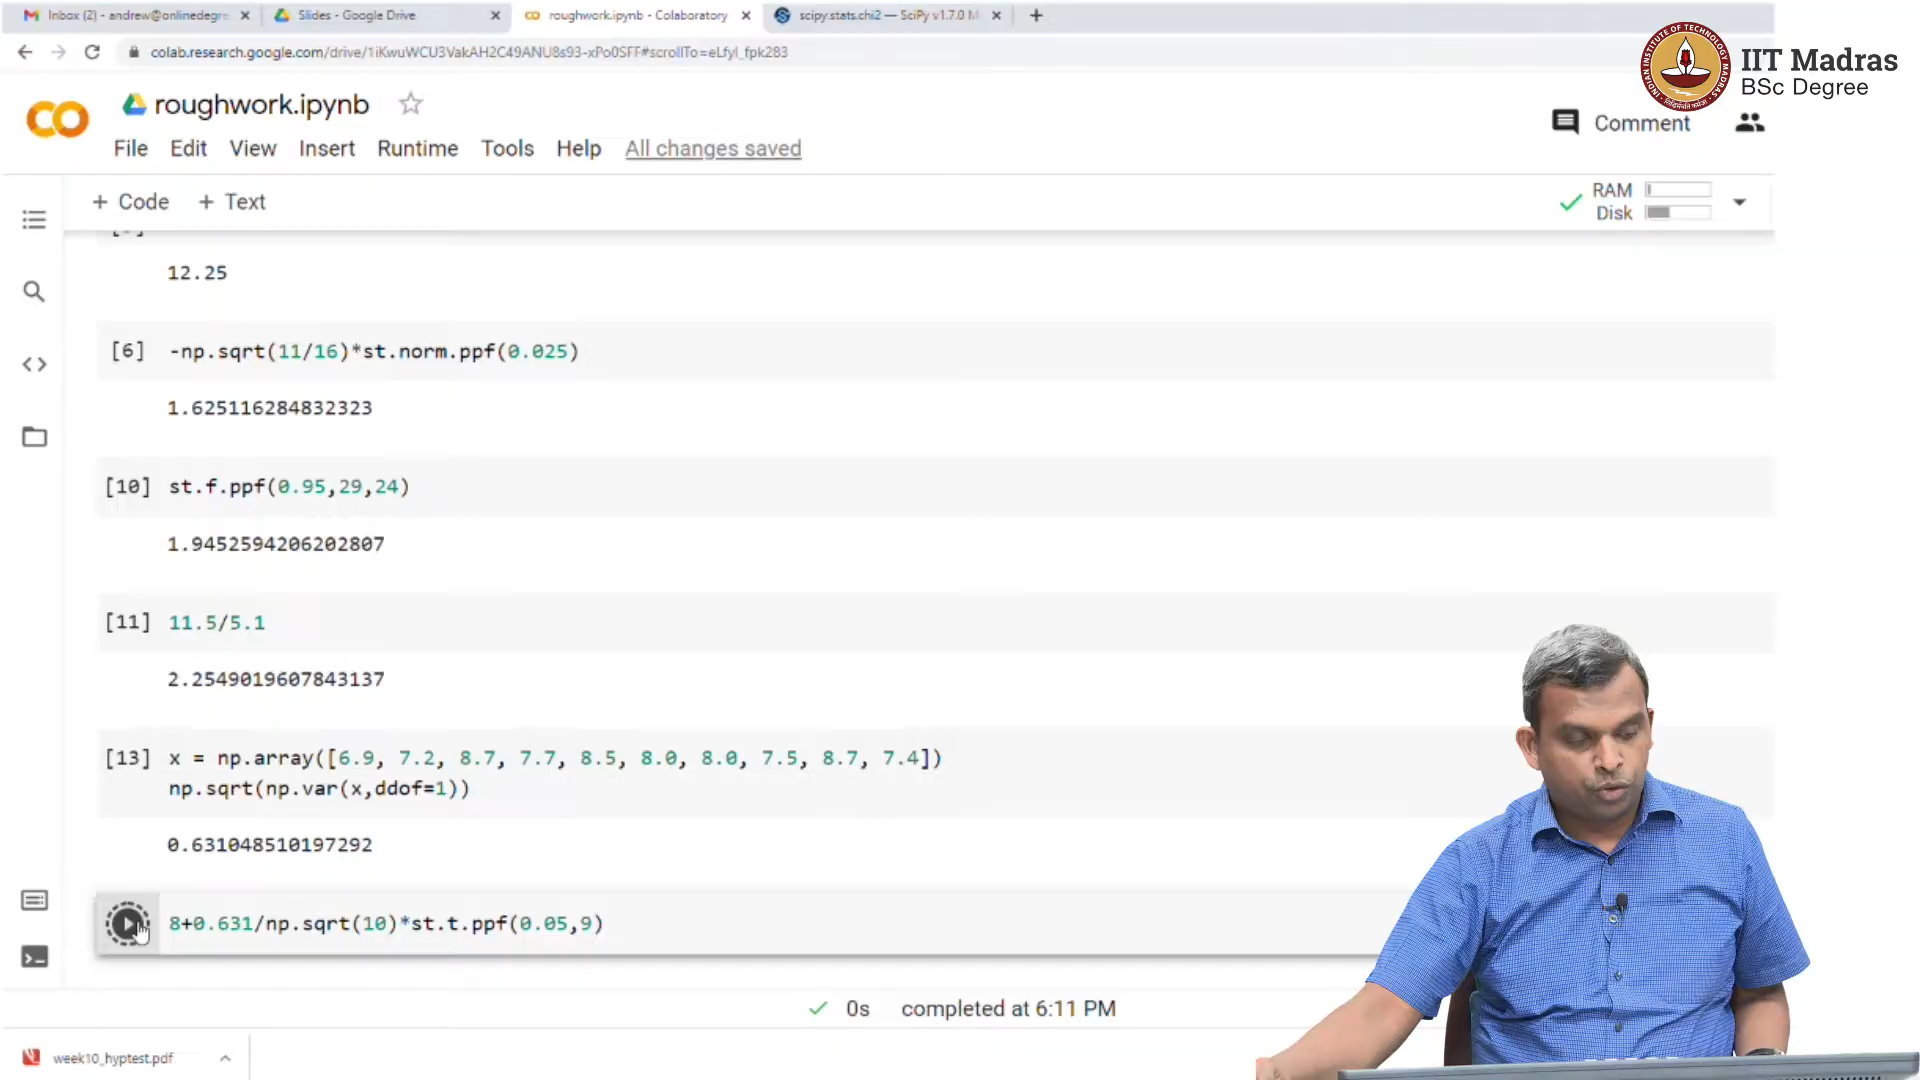 Inbox (2) - andrew@onlinedegre
Slides - Google Drive
roughwork.ipynb - Colaboratory
scipy.stats.chi2 — SciPy v1.7.0 M
colab.research.google.com/drive/1iKwuWCU3VakAH2C49ANU8s93-xPo0SFF#scrollTo=eLfyl_fpk283
IIT Madras
BSc Degree
INDIAN INSTITUTE OF TECHNOLOGY MADRAS
roughwork.ipynb
Comment
File Edit View Insert Runtime Tools Help All changes saved
+ Code + Text
RAM
Disk
12.25
[6] -np.sqrt(11/16)*st.norm.ppf(0.025)
1.625116284832323
[10] st.f.ppf(0.95,29,24)
1.9452594206202807
[11] 11.5/5.1
2.2549019607843137
[13] x = np.array([6.9, 7.2, 8.7, 7.7, 8.5, 8.0, 8.0, 7.5, 8.7, 7.4])
np.sqrt(np.var(x,ddof=1))
0.631048510197292
8+0.631/np.sqrt(10)*st.t.ppf(0.05,9)
0s completed at 6:11 PM
week10_hyptest.pdf